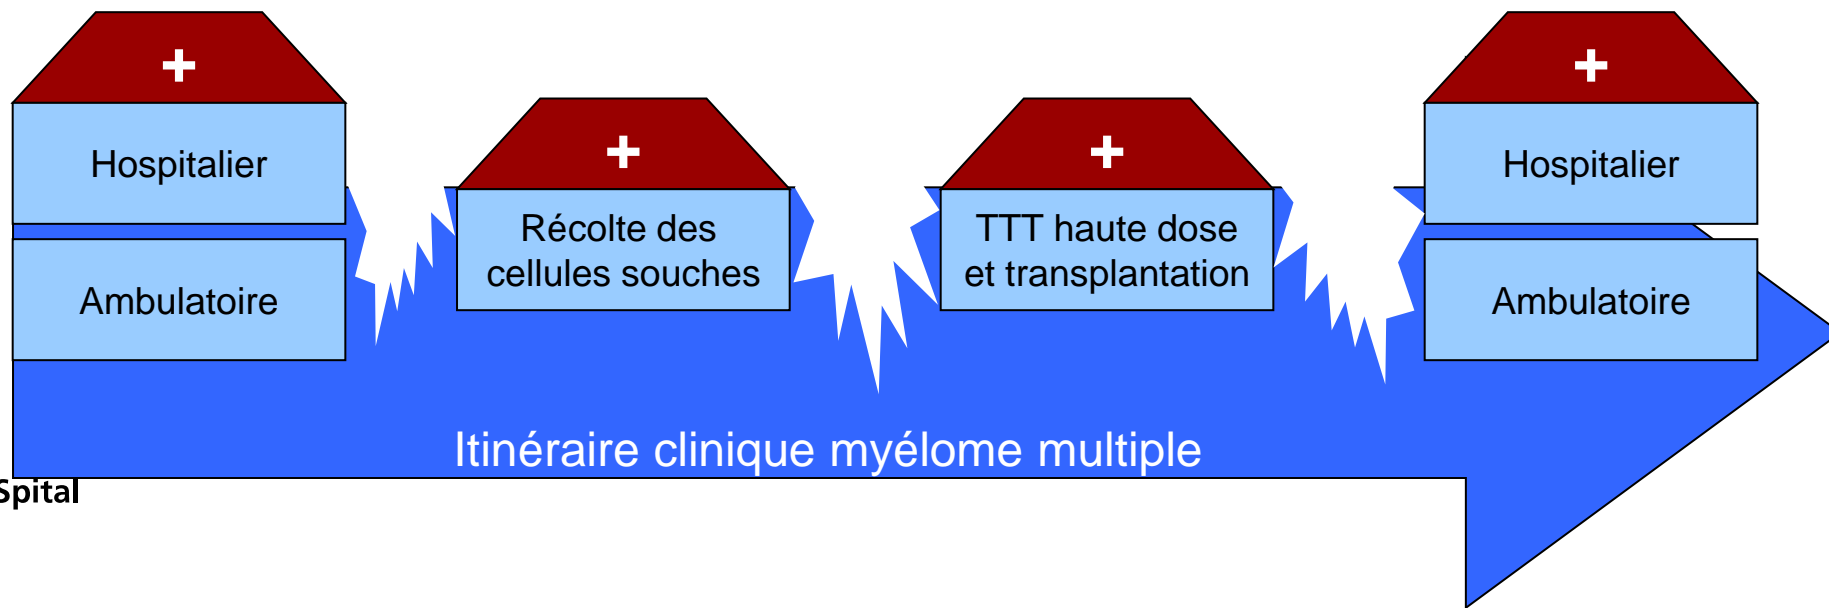 +
Hospitalier
Ambulatoire
+
Récolte des
cellules souches
+
TTT haute dose
et transplantation
+
Hospitalier
Ambulatoire
Itinéraire clinique myélome multiple
Spital